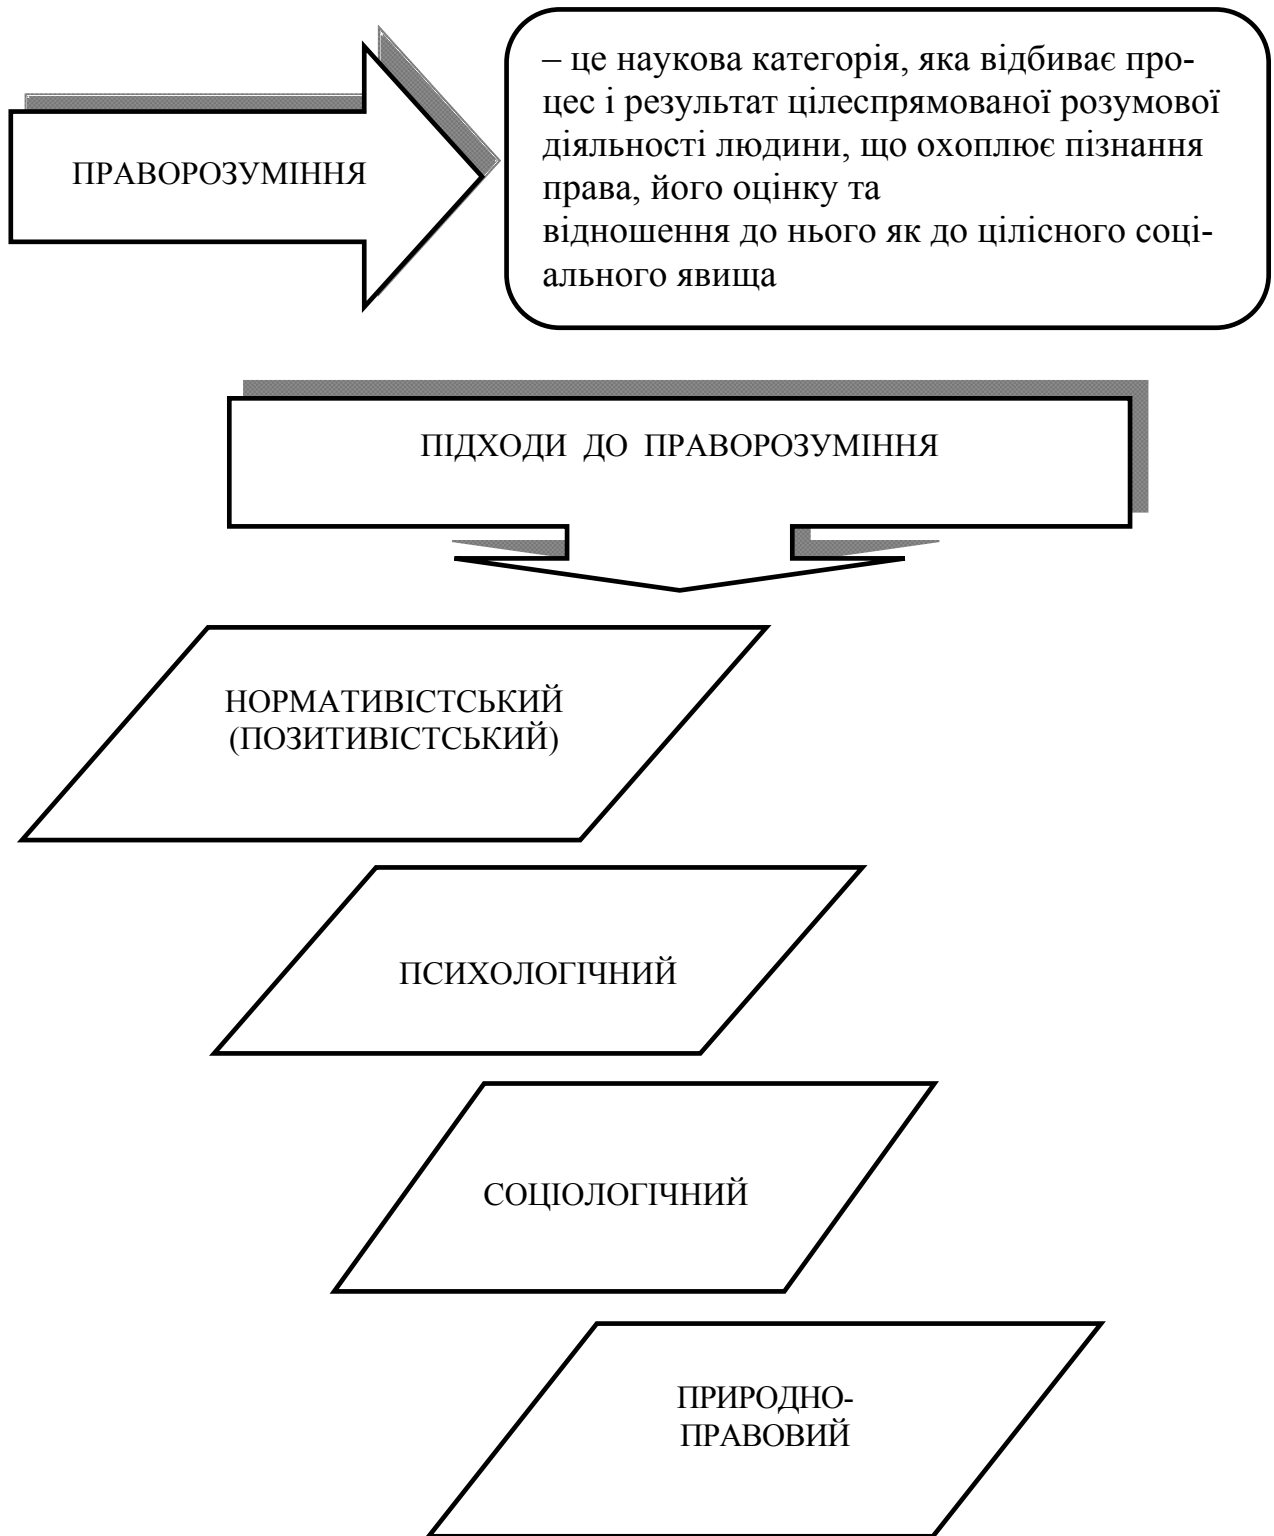 ПРАВОРОЗУМІННЯ
– це наукова категорія, яка відбиває про-
цес і результат цілеспрямованої розумової
діяльності людини, що охоплює пізнання
права, його оцінку та
відношення до нього як до цілісного соці-
ального явища
ПІДХОДИ ДО ПРАВОРОЗУМІННЯ
НОРМАТИВІСТСЬКИЙ
(ПОЗИТИВІСТСЬКИЙ)
ПСИХОЛОГІЧНИЙ
СОЦІОЛОГІЧНИЙ
ПРИРОДНО-
ПРАВОВИЙ